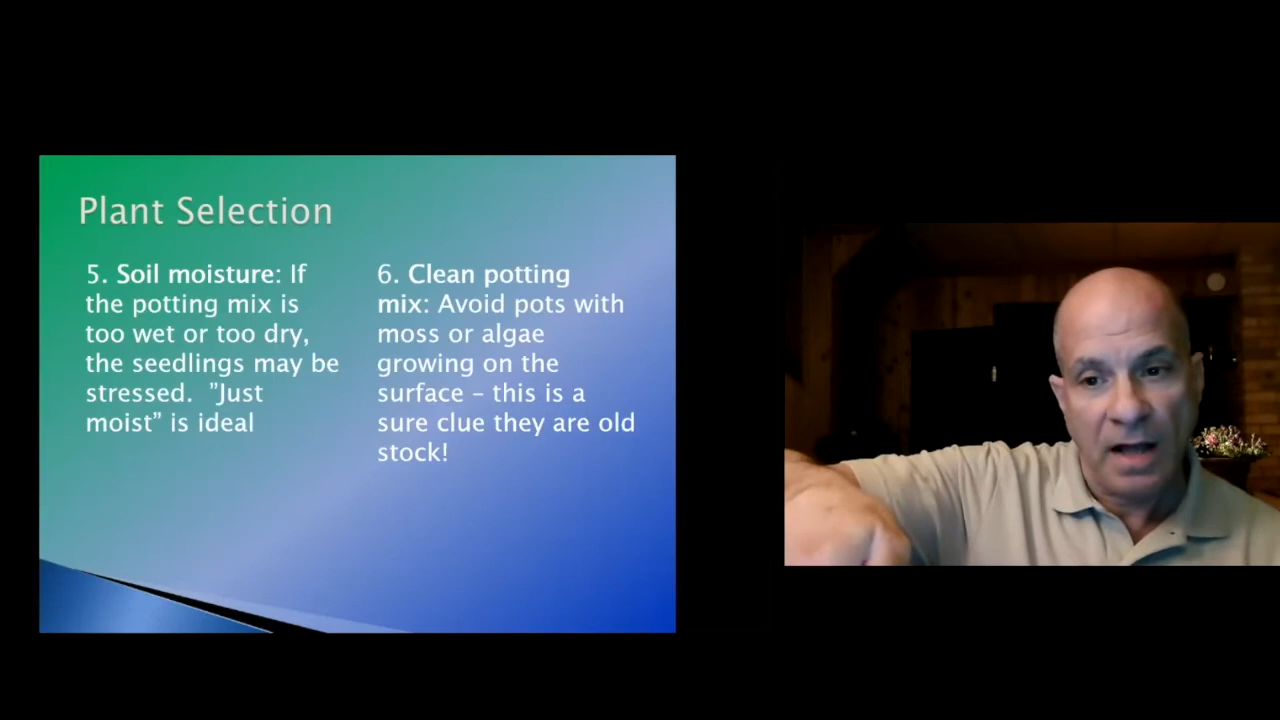 Plant Selection
5. Soil moisture: If
the potting mix is
too wet or too dry,
the seedlings may be
stressed.  ”Just
moist” is ideal
6. Clean potting
mix: Avoid pots with
moss or algae
growing on the
surface – this is a
sure clue they are old
stock!